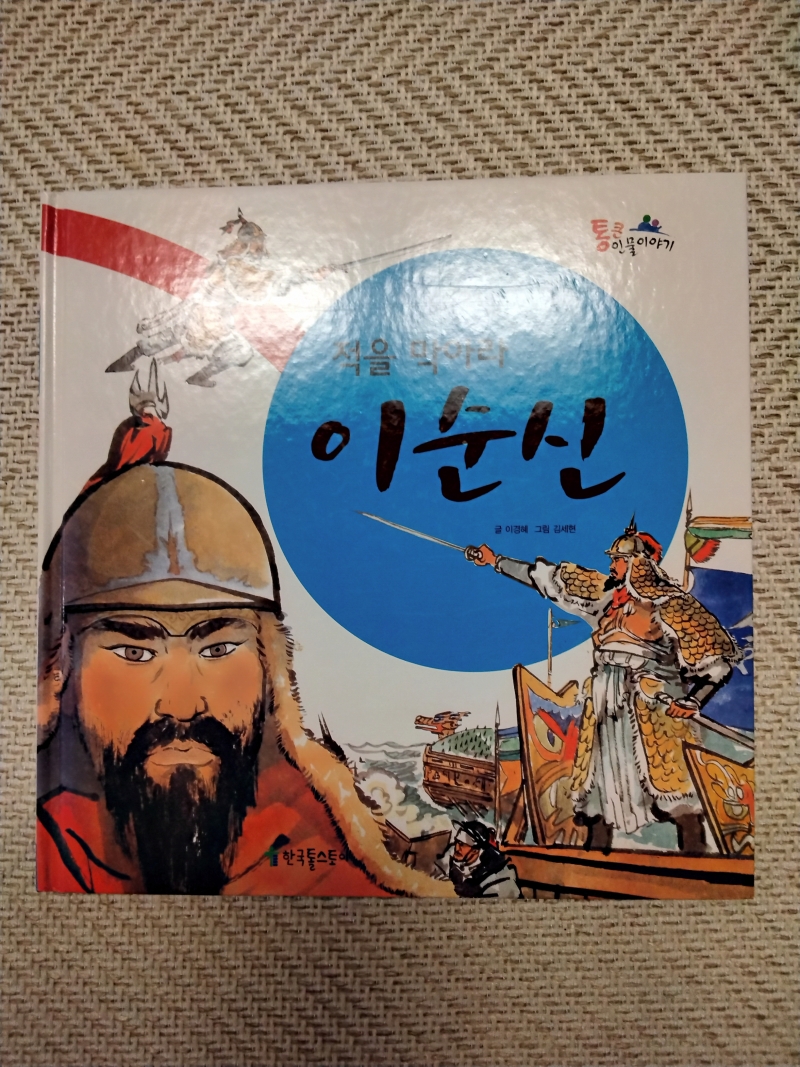 통큰
인물이야기
적을 막아라
이순신
글 이경혜 그림 김세현
한국톨스토이